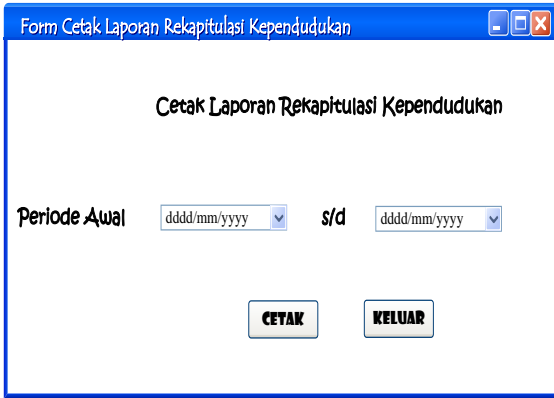 Form Cetak Laporan Rekapitulasi Kependudukan
Cetak Laporan Rekapitulasi Kependudukan
Periode Awal dddd/mm/yyyy s/d dddd/mm/yyyy
CETAK KELUAR